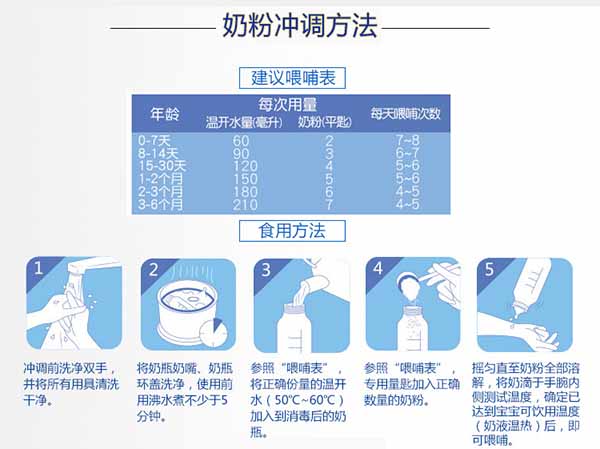 奶粉冲调方法
建议喂哺表
年龄 每次用量 每天喂哺次数
温开水量(毫升) 奶粉(平匙)
0-7天 60 2 7~8
8-14天 90 3 6~7
15-30天 120 4 5~6
1-2个月 150 5 5~6
2-3个月 180 6 4~5
3-6个月 210 7 4~5
食用方法
1
冲调前洗净双手,
并将所有用具清洗
干净。
2
将奶瓶奶嘴、奶瓶
环盖洗净，使用前
用沸水煮不少于5
分钟。
3
参照“喂哺表”，
将正确份量的温开
水（50℃~60℃）
加入到消毒后的奶
瓶。
4
参照“喂哺表”，
专用量匙加入正确
数量的奶粉。
5
摇匀直至奶粉全部溶
解，将奶滴于手腕内
侧测试温度，确定已
达到宝宝可饮用温度
（奶液温热）后，即
可喂哺。